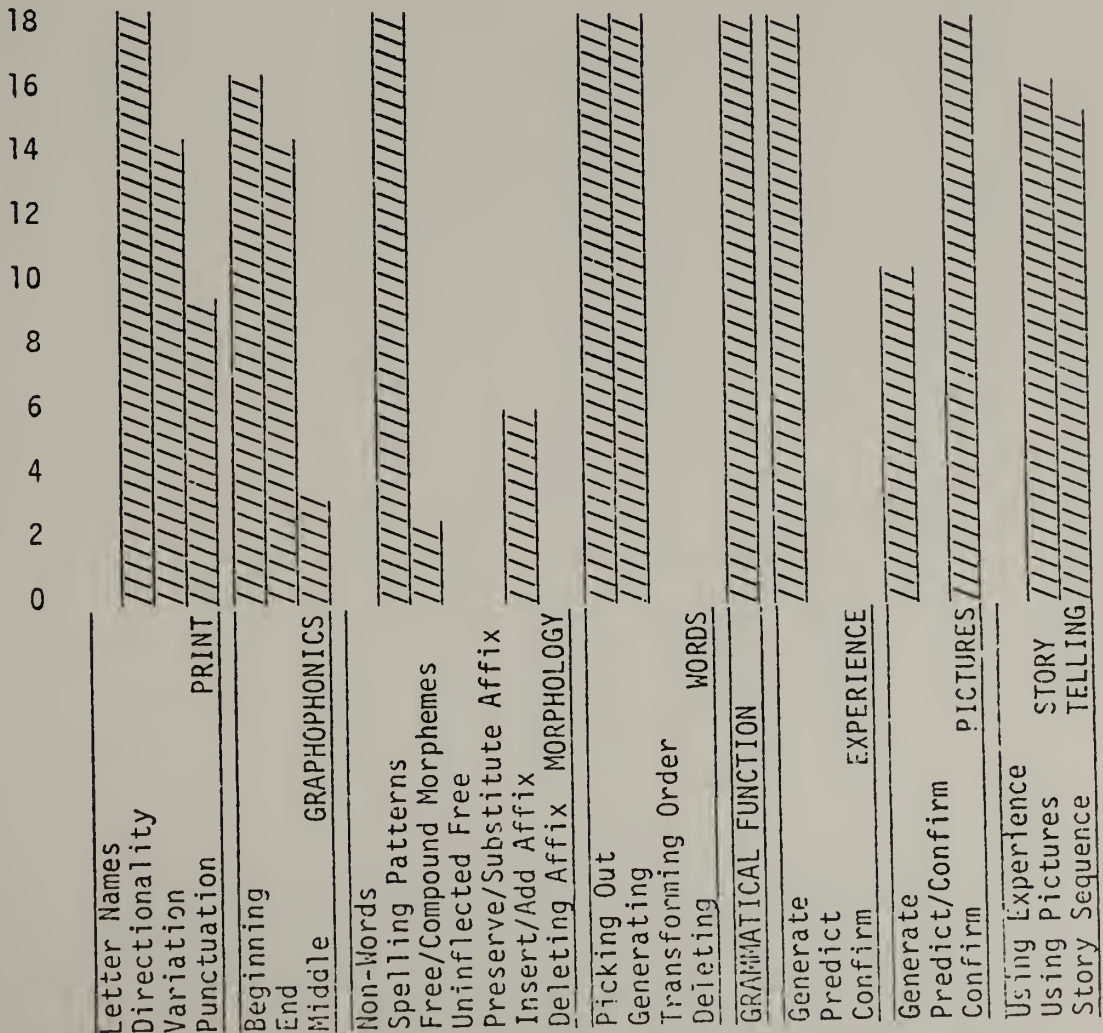 18
16
14
12
10
8
6
4
2
0
Letter Names
Directionality
Variation
Punctuation PRINT
Beginning
End
Middle GRAPHOPHONICS
Non-Words
Spelling Patterns
Free/Compound Morphemes
Uninflected Free
Preserve/Substitute Affix
Insert/Add Affix
Deleting Affix MORPHOLOGY
Picking Out
Generating
Transforming Order
Deleting WORDS
GRAMMATICAL FUNCTION
Generate
Predict
Confirm EXPERIENCE
Generate
Predict/Confirm
Confirm PICTURES
Using Experience
Using Pictures STORY
Story Sequence TELLING